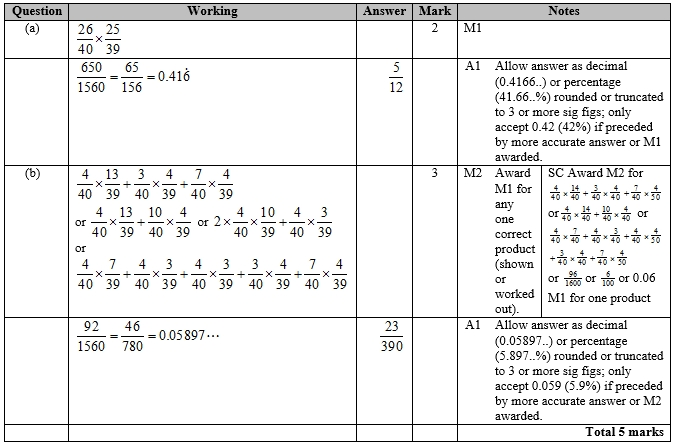 Question Working Answer Mark Notes
(a) 26/40 × 25/39 2 M1
650/1560 = 65/156 = 0.416̇ 5/12 A1 Allow answer as decimal
(0.4166..) or percentage
(41.66..%) rounded or truncated
to 3 or more sig figs; only
accept 0.42 (42%) if preceded
by more accurate answer or M1
awarded.
(b) 4/40 × 13/39 + 3/40 × 4/39 + 7/40 × 4/39 3
or 4/40 × 13/39 + 10/40 × 4/39 or 2 × 4/40 × 10/39 + 4/40 × 3/39
or
4/40 × 7/39 + 4/40 × 3/39 + 4/40 × 3/39 + 3/40 × 4/39 + 7/40 × 4/39
M2 Award
M1 for
any
one
correct
product
(shown
or
worked
out).
SC Award M2 for
4/40 × 14/40 + 3/40 × 4/40 + 7/40 × 4/50
or 4/40 × 14/40 + 10/40 × 4/40 or
4/40 × 7/40 + 4/40 × 3/40 + 4/40 × 4/50
+ 3/40 × 4/40 + 7/40 × 4/50
or 96/1600 or 6/100 or 0.06
M1 for one product
92/1560 = 46/780 = 0.05897⋯ 23/390 A1 Allow answer as decimal
(0.05897..) or percentage
(5.897..%) rounded or truncated
to 3 or more sig figs; only
accept 0.059 (5.9%) if preceded
by more accurate answer or M2
awarded.
Total 5 marks